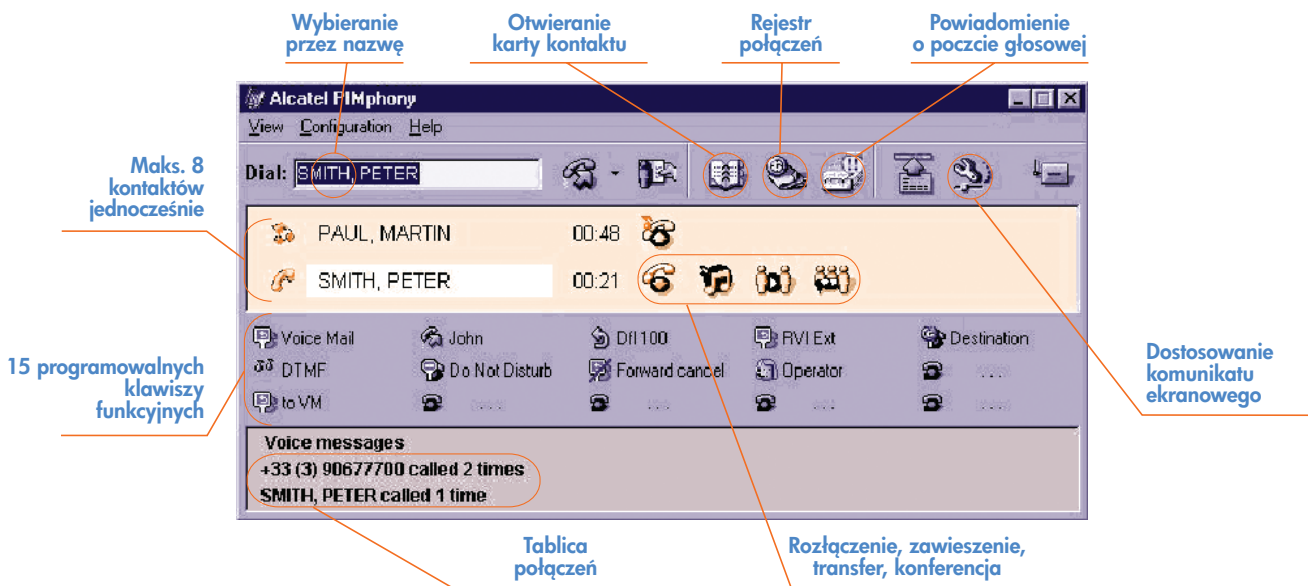 Wybieranie
przez nazwę
Otwieranie
karty kontaktu
Rejestr
połączeń
Powiadomienie
o poczcie głosowej
Alcatel PIMphony
View Configuration Help
Dial: SMITH, PETER
Maks. 8
kontaktów
jednocześnie
PAUL, MARTIN 00:48
SMITH, PETER 00:21
15 programowalnych
klawiszy
funkcyjnych
Voice Mail John Dfl 100 RVI Ext Destination
DTMF Do Not Disturb Forward cancel Operator ....
to VM .... .... .... ....
Dostosowanie
komunikatu
ekranowego
Voice messages
+33 (3) 90677700 called 2 times
SMITH, PETER called 1 time
Tablica
połączeń
Rozłączenie, zawieszenie,
transfer, konferencja